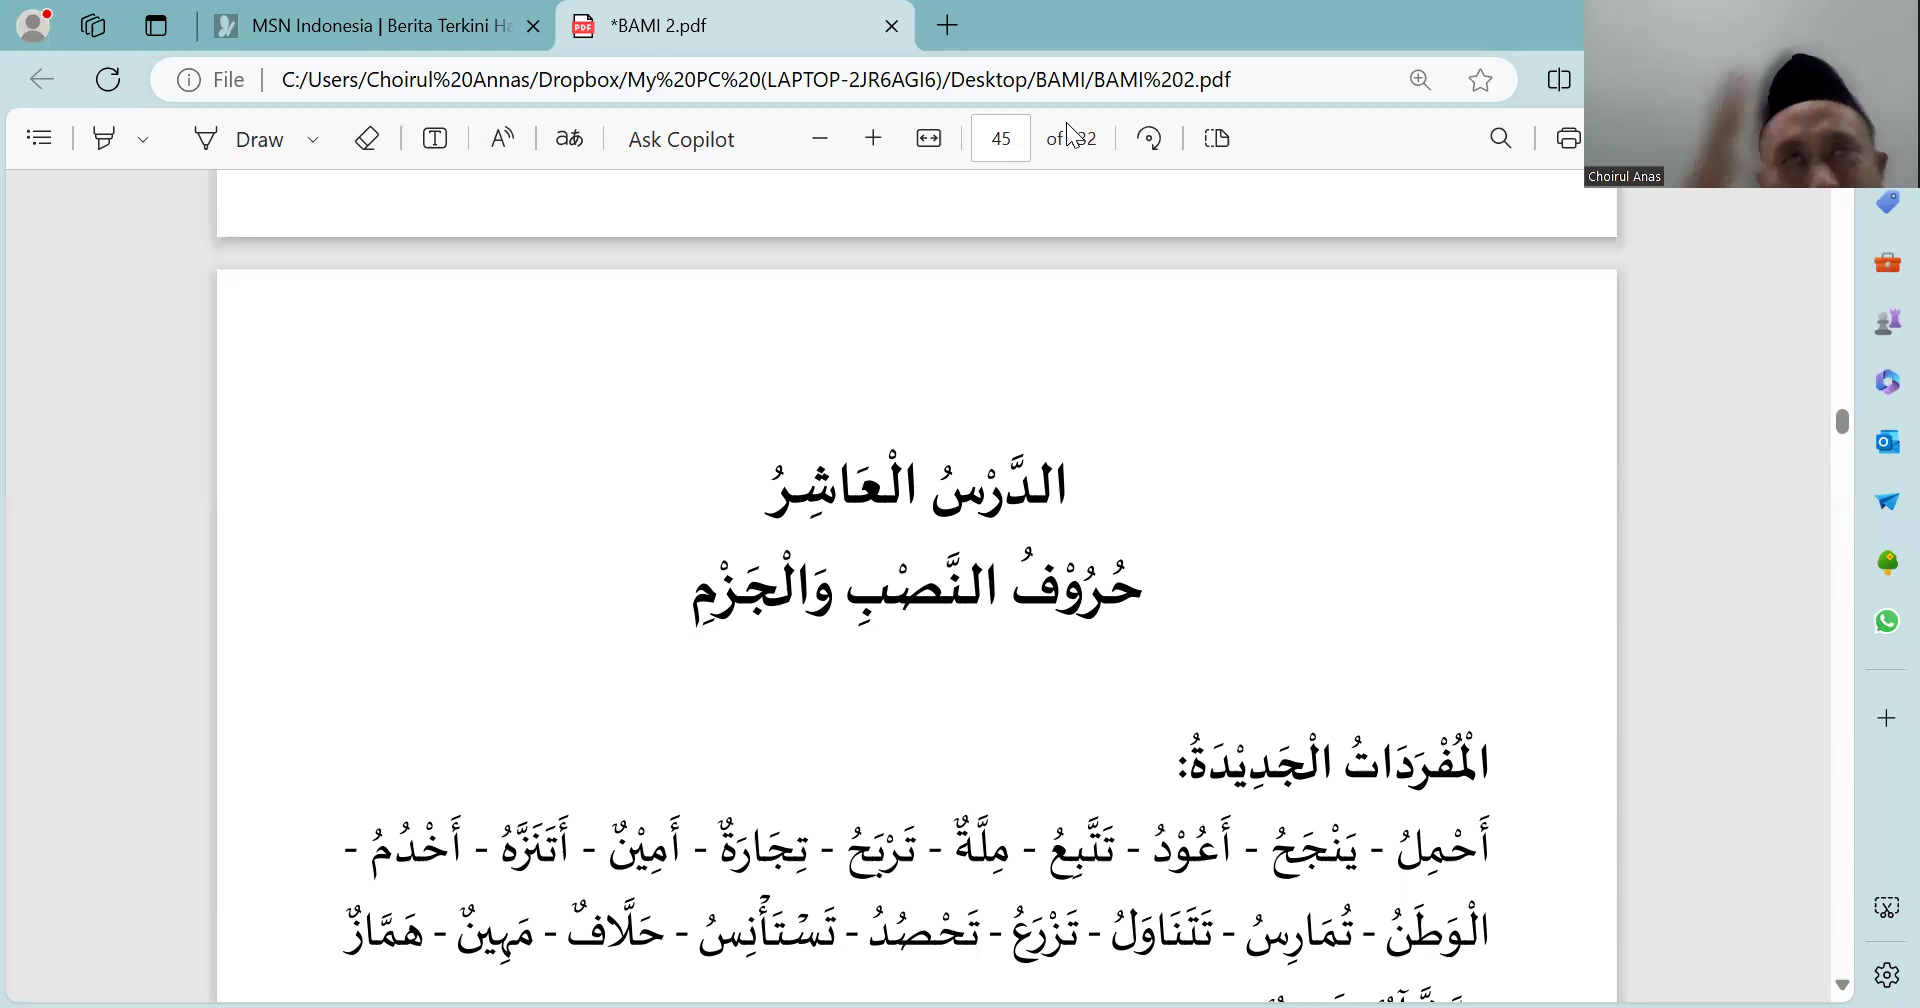 MSN Indonesia | Berita Terkini Ha
*BAMI 2.pdf
File
C:/Users/Choirul%20Annas/Dropbox/My%20PC%20(LAPTOP-2JR6AGI6)/Desktop/BAMI/BAMI%202.pdf
Draw
Ask Copilot
45
Choirul Anas
الدَّرْسُ الْعَاشِرُ
حُرُوْفُ النَّصْبِ وَالْجَزْمِ
الْمُفْرَدَاتُ الْجَدِيْدَةُ:
أَحْمِلُ - يَنْجَحُ - أَعُوْدُ - تَتَّبِعُ - مِلَّةٌ - تَرْبَحُ - تِجَارَةٌ - أَمِيْنٌ - أَتَنَزَّهُ - أَخْدُمُ -
الْوَطَنُ - تُمَارِسُ - تَتَنَاوَلُ - تَزْرَعُ - تَحْصُدُ - تَسْتَأْنِسُ - حَلَّافٌ - مَهِينٌ - هَمَّازٌ